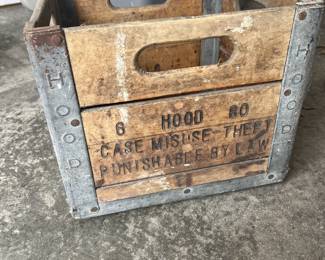 6 HOOD 80
CASE MISUSE-THEFT
PUNISHABLE BY LAW
HOOD
HOOD